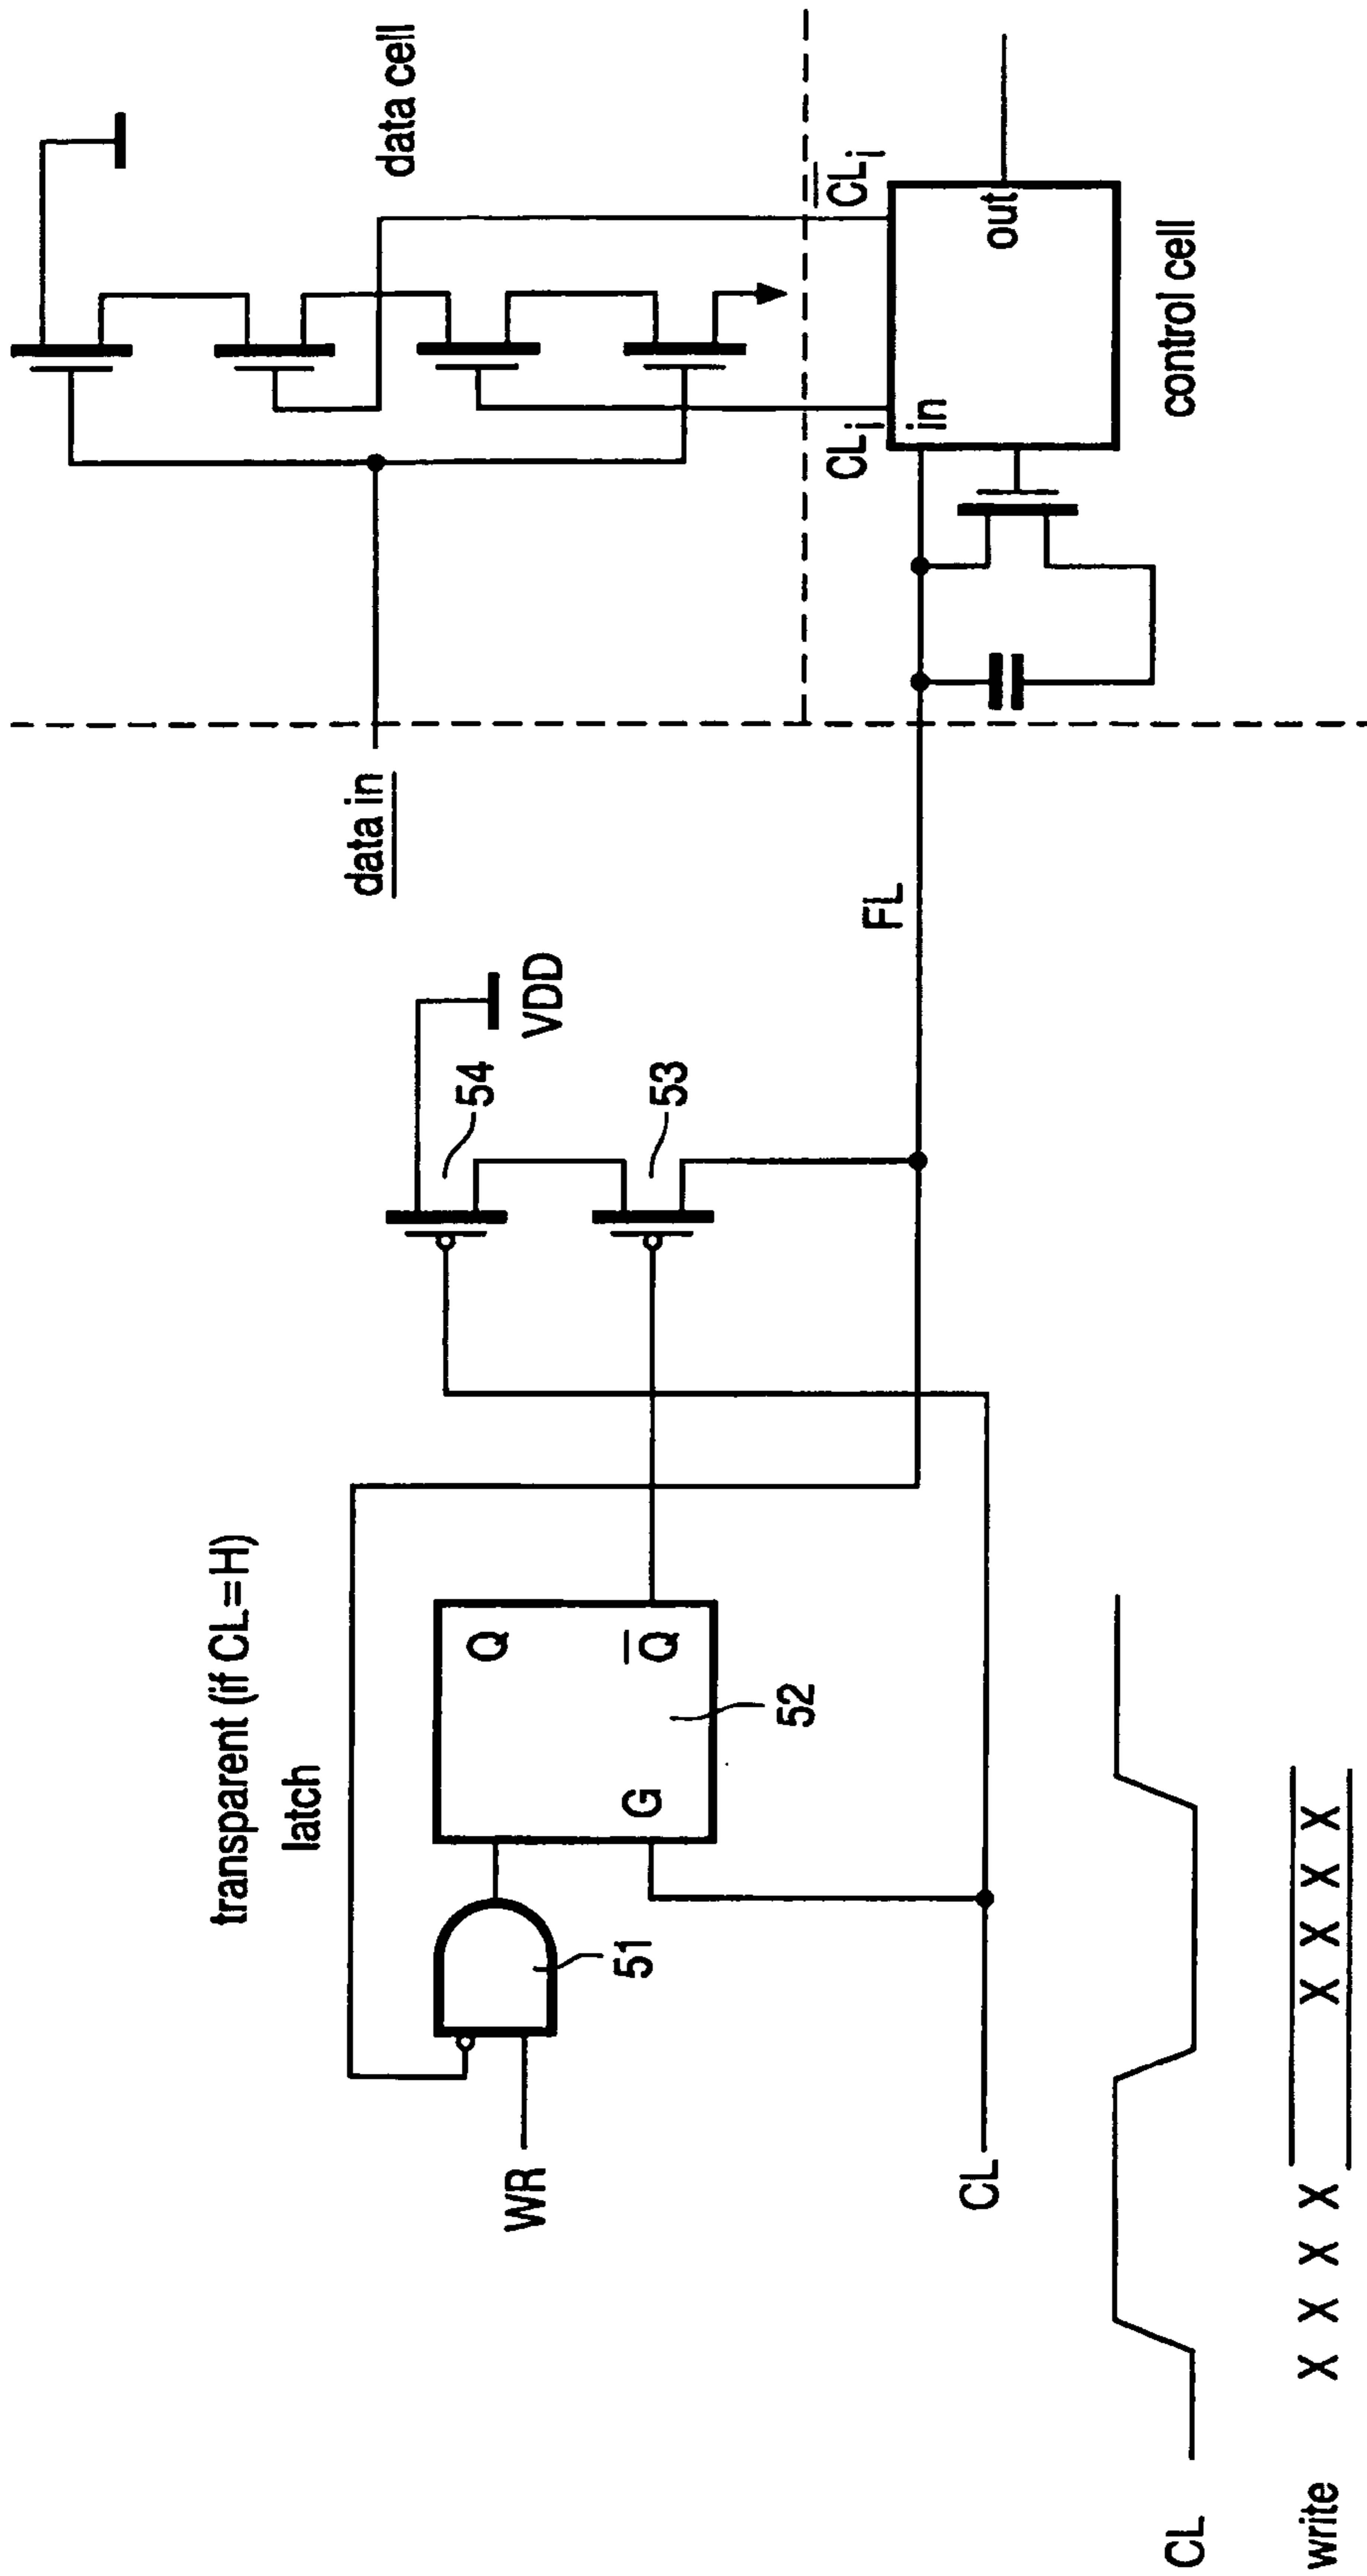 transparent (if CL=H)
latch
WR
51
Q
Q̅
G
52
54
VDD
53
CL
FL
data in
data cell
CLi
C̅L̅i
in
out
control cell
CL
write X X X X X X X X